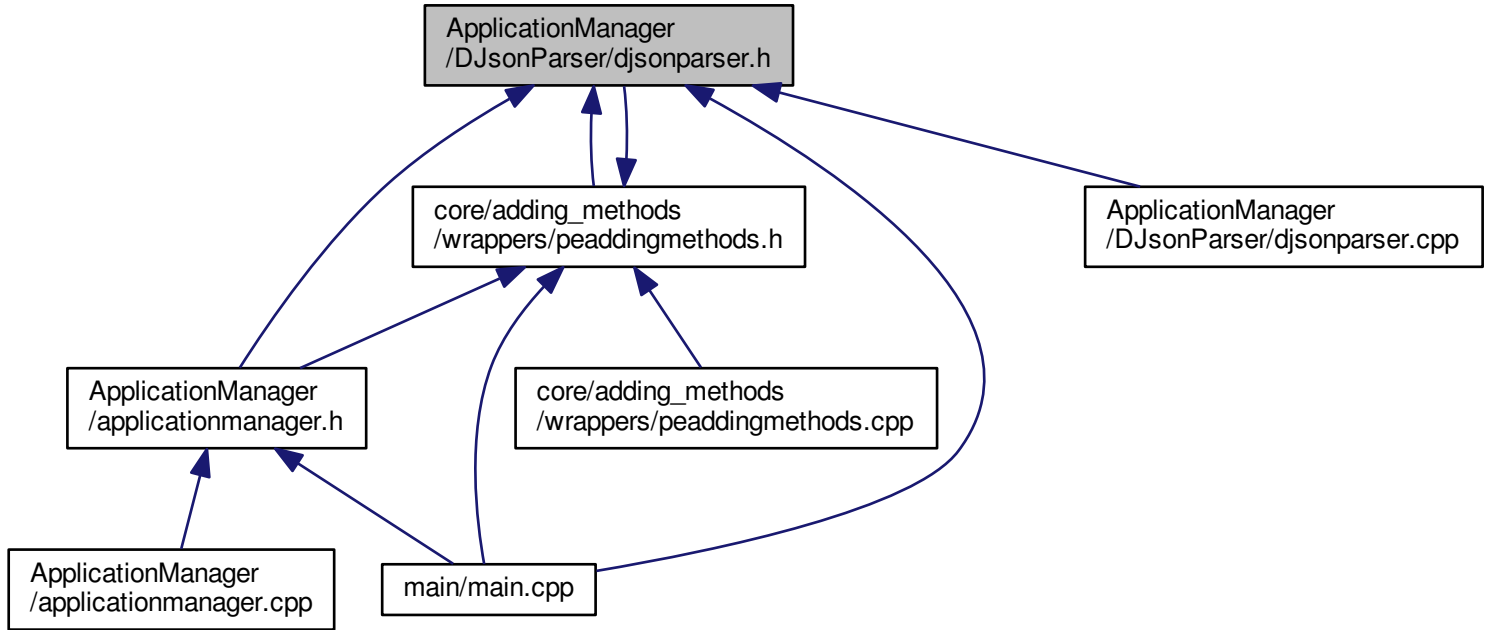 ApplicationManager
/DJsonParser/djsonparser.h
core/adding_methods
/wrappers/peaddingmethods.h
ApplicationManager
/DJsonParser/djsonparser.cpp
ApplicationManager
/applicationmanager.h
core/adding_methods
/wrappers/peaddingmethods.cpp
ApplicationManager
/applicationmanager.cpp
main/main.cpp